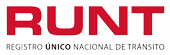 RUNT
REGISTRO ÚNICO NACIONAL DE TRÁNSITO